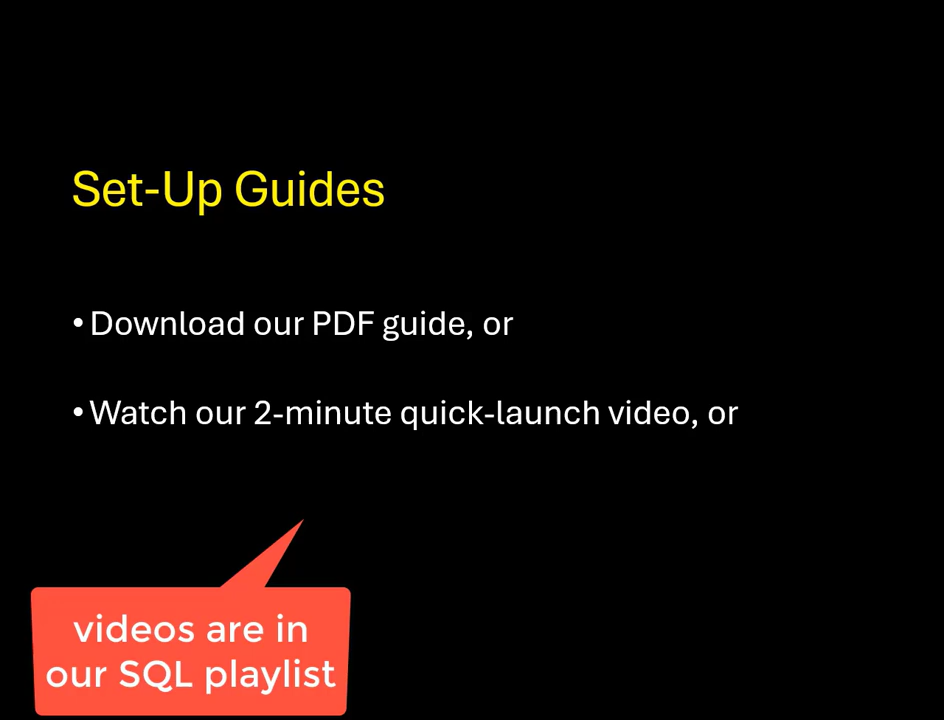 Set-Up Guides
• Download our PDF guide, or
• Watch our 2-minute quick-launch video, or
videos are in
our SQL playlist